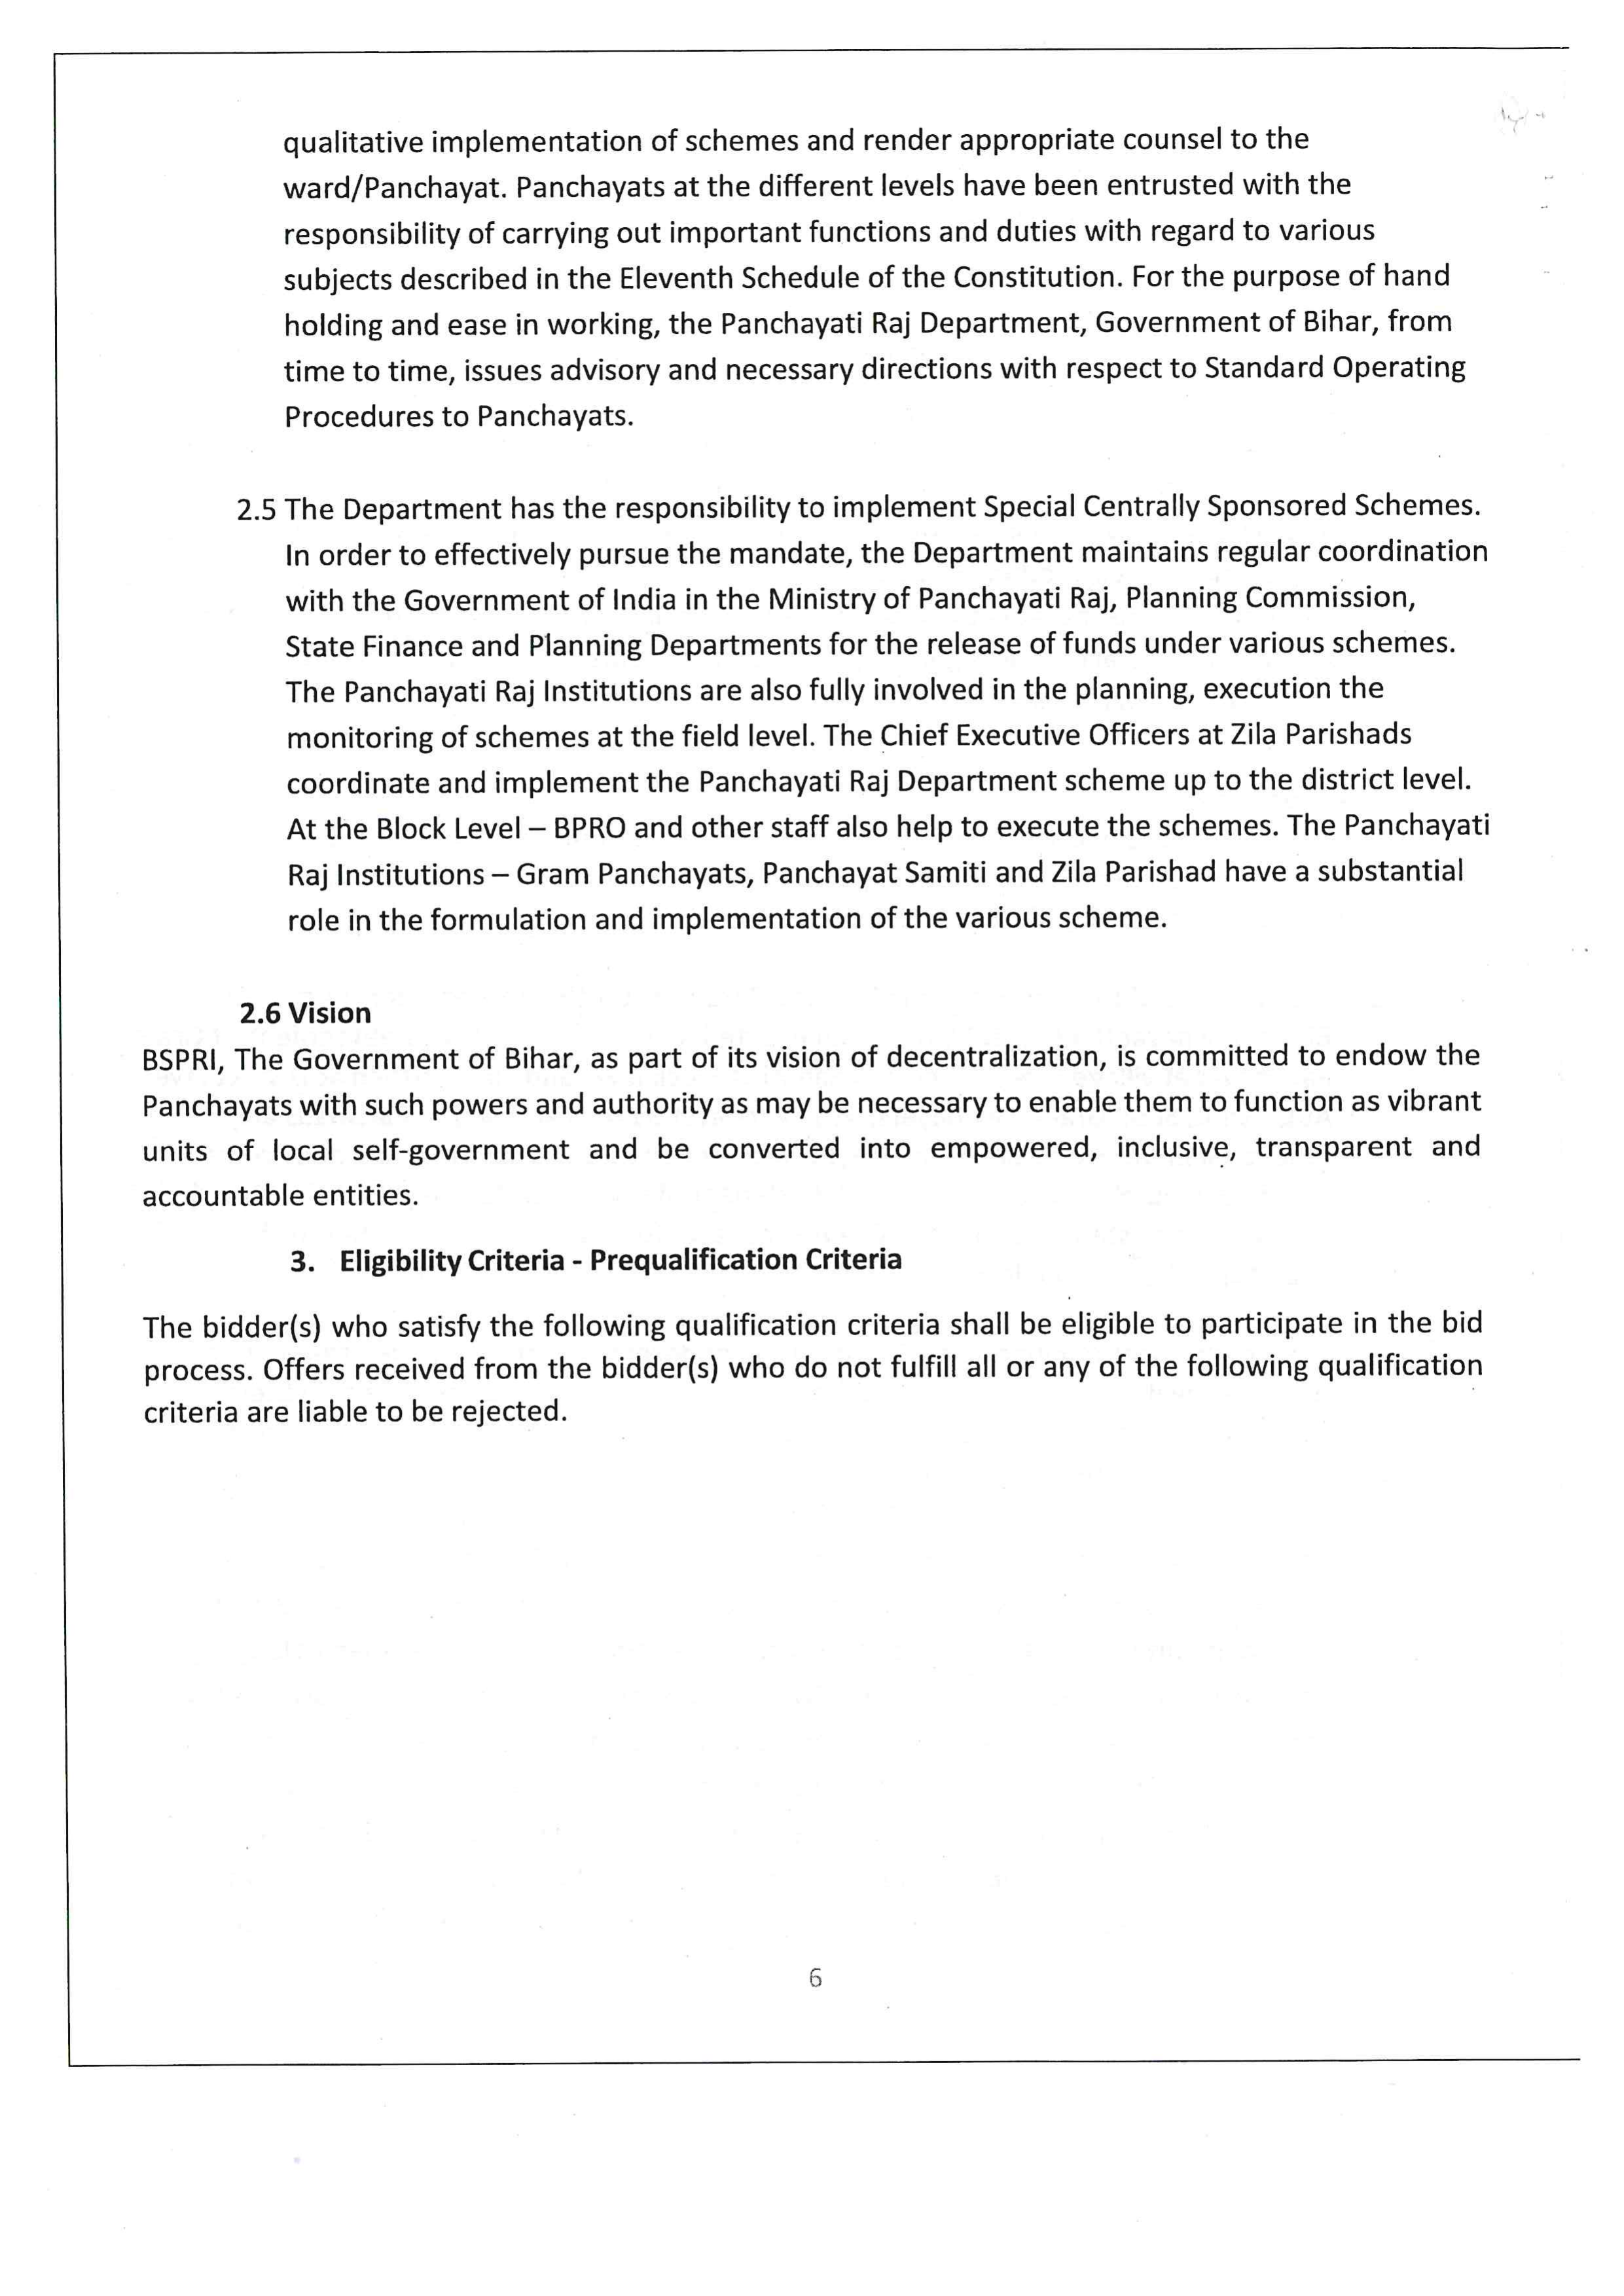 qualitative implementation of schemes and render appropriate counsel to the
ward/Panchayat. Panchayats at the different levels have been entrusted with the
responsibility of carrying out important functions and duties with regard to various
subjects described in the Eleventh Schedule of the Constitution. For the purpose of hand
holding and ease in working, the Panchayati Raj Department, Government of Bihar, from
time to time, issues advisory and necessary directions with respect to Standard Operating
Procedures to Panchayats.
2.5 The Department has the responsibility to implement Special Centrally Sponsored Schemes.
In order to effectively pursue the mandate, the Department maintains regular coordination
with the Government of India in the Ministry of Panchayati Raj, Planning Commission,
State Finance and Planning Departments for the release of funds under various schemes.
The Panchayati Raj Institutions are also fully involved in the planning, execution the
monitoring of schemes at the field level. The Chief Executive Officers at Zila Parishads
coordinate and implement the Panchayati Raj Department scheme up to the district level.
At the Block Level – BPRO and other staff also help to execute the schemes. The Panchayati
Raj Institutions – Gram Panchayats, Panchayat Samiti and Zila Parishad have a substantial
role in the formulation and implementation of the various scheme.
2.6 Vision
BSPRI, The Government of Bihar, as part of its vision of decentralization, is committed to endow the
Panchayats with such powers and authority as may be necessary to enable them to function as vibrant
units of local self-government and be converted into empowered, inclusive, transparent and
accountable entities.
3. Eligibility Criteria - Prequalification Criteria
The bidder(s) who satisfy the following qualification criteria shall be eligible to participate in the bid
process. Offers received from the bidder(s) who do not fulfill all or any of the following qualification
criteria are liable to be rejected.
6